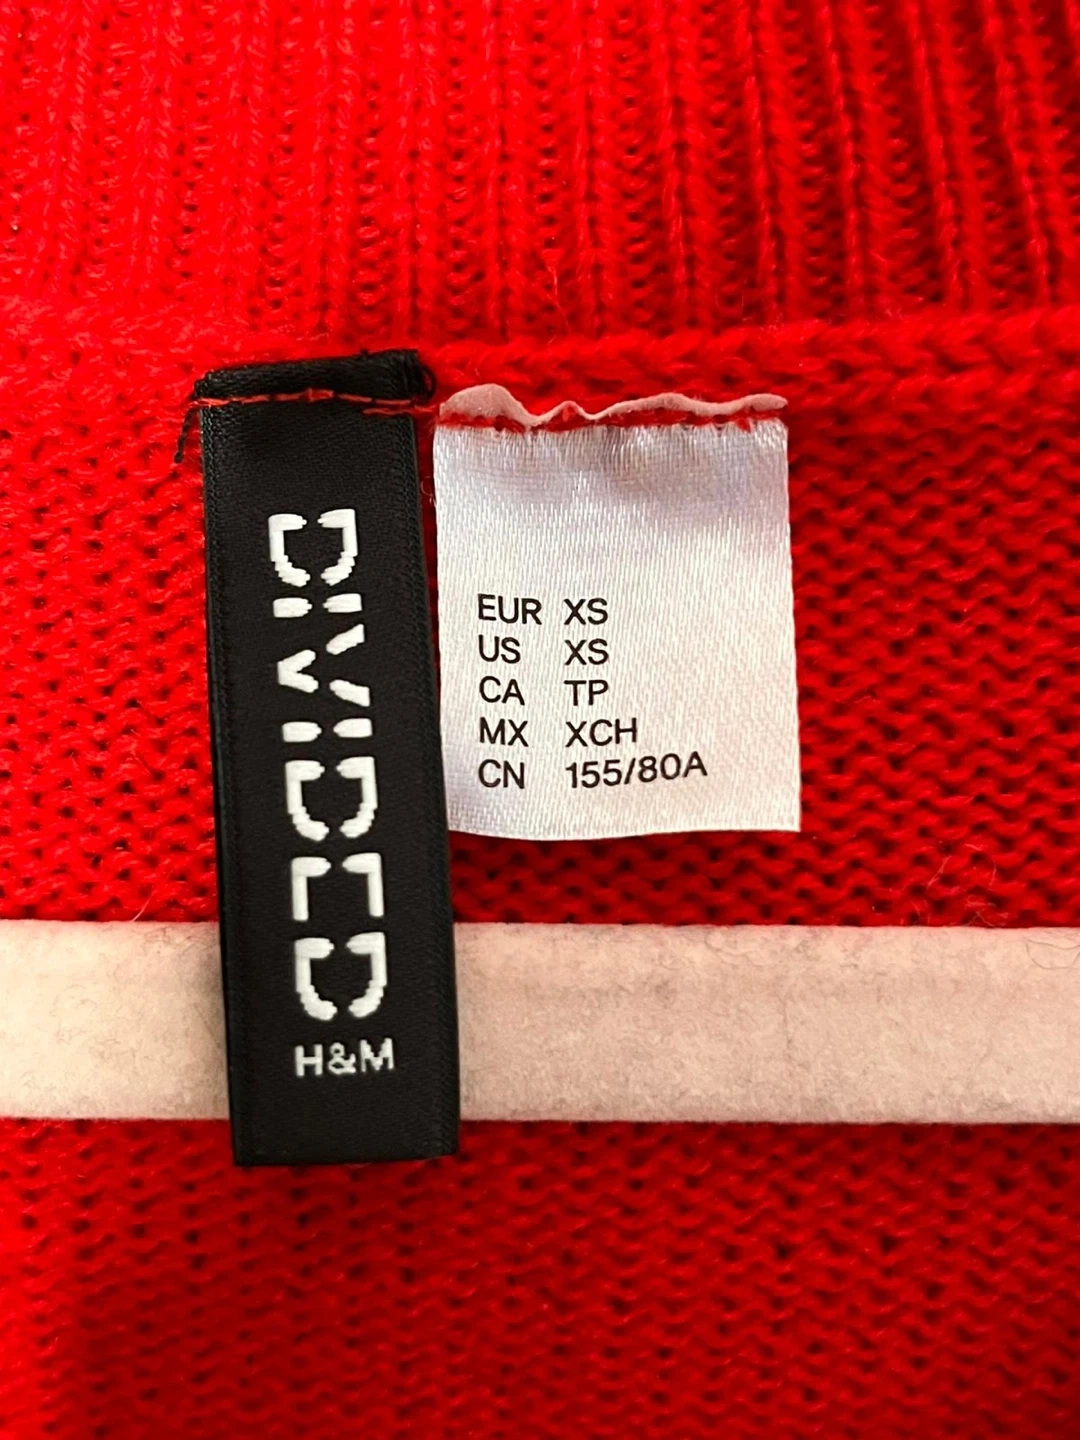 DIVIDED
H&M
EUR XS
US XS
CA TP
MX XCH
CN 155/80A